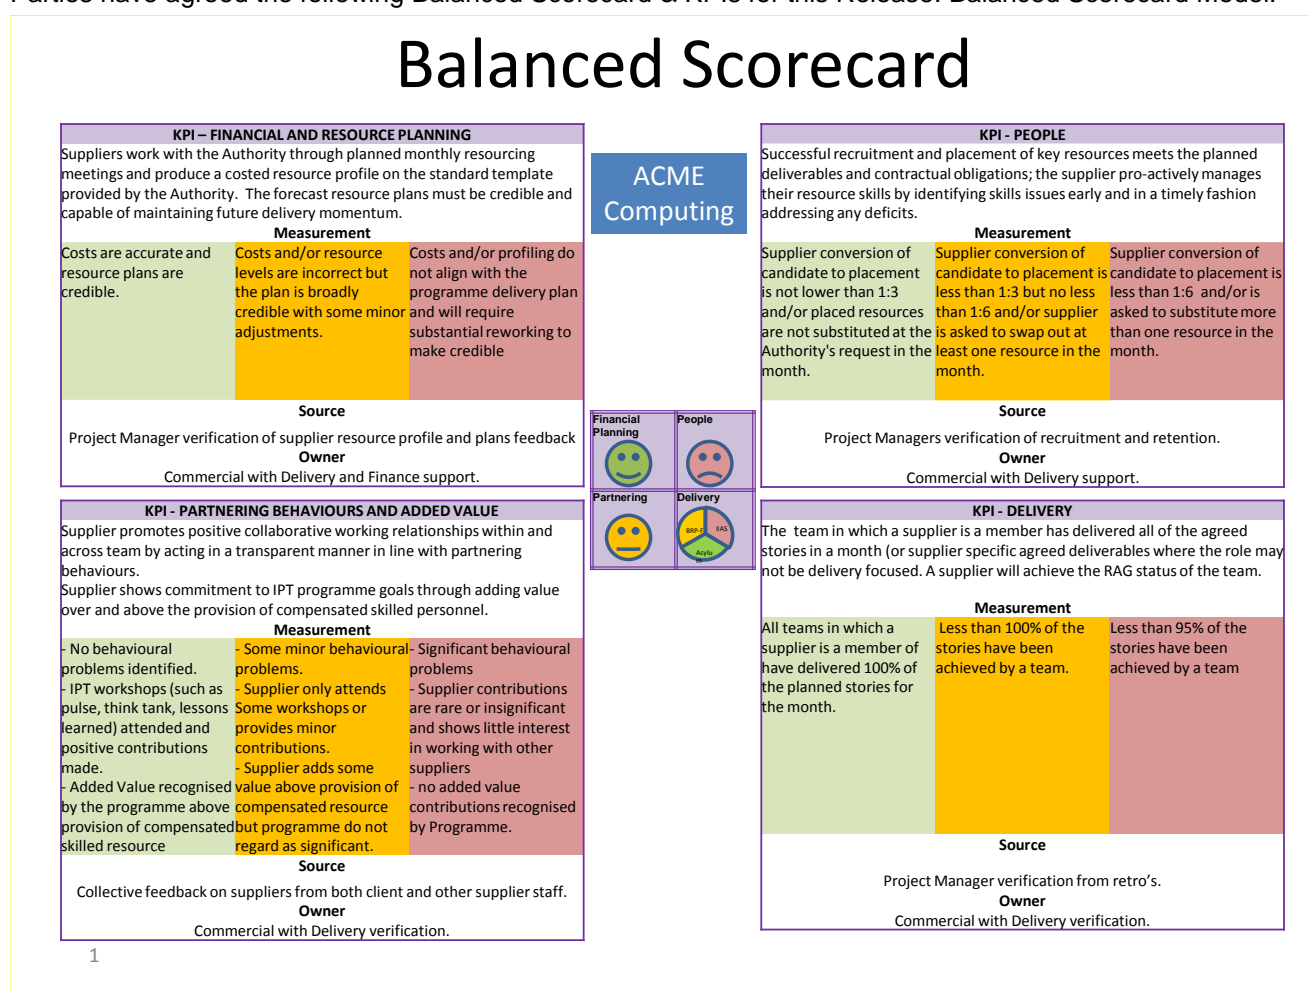 Parties have agreed the following Balanced Scorecard & KPIs for this Release: Balanced Scorecard Model:
Balanced Scorecard
KPI – FINANCIAL AND RESOURCE PLANNING
Suppliers work with the Authority through planned monthly resourcing
meetings and produce a costed resource profile on the standard template
provided by the Authority. The forecast resource plans must be credible and
capable of maintaining future delivery momentum.
Measurement
Costs are accurate and
resource plans are
credible.
Costs and/or resource
levels are incorrect but
the plan is broadly
credible with some minor
adjustments.
Costs and/or profiling do
not align with the
programme delivery plan
and will require
substantial reworking to
make credible
Source
Project Manager verification of supplier resource profile and plans feedback
Owner
Commercial with Delivery and Finance support.
ACME
Computing
KPI - PEOPLE
Successful recruitment and placement of key resources meets the planned
deliverables and contractual obligations; the supplier pro-actively manages
their resource skills by identifying skills issues early and in a timely fashion
addressing any deficits.
Measurement
Supplier conversion of
candidate to placement
is not lower than 1:3
and/or placed resources
are not substituted at the
Authority's request in the
month.
Supplier conversion of
candidate to placement is
less than 1:3 but no less
than 1:6 and/or supplier
is asked to swap out at
least one resource in the
month.
Supplier conversion of
candidate to placement is
less than 1:6 and/or is
asked to substitute more
than one resource in the
month.
Source
Project Managers verification of recruitment and retention.
Owner
Commercial with Delivery support.
Financial
Planning
People
Partnering
Delivery
BRP-F
IIAS
Asylu
m
KPI - PARTNERING BEHAVIOURS AND ADDED VALUE
Supplier promotes positive collaborative working relationships within and
across team by acting in a transparent manner in line with partnering
behaviours.
Supplier shows commitment to IPT programme goals through adding value
over and above the provision of compensated skilled personnel.
Measurement
- No behavioural
problems identified.
- IPT workshops (such as
pulse, think tank, lessons
learned) attended and
positive contributions
made.
- Added Value recognised
by the programme above
provision of compensated
skilled resource
- Some minor behavioural
problems.
- Supplier only attends
Some workshops or
provides minor
contributions.
- Supplier adds some
value above provision of
compensated resource
but programme do not
regard as significant.
- Significant behavioural
problems
- Supplier contributions
are rare or insignificant
and shows little interest
in working with other
suppliers
- no added value
contributions recognised
by Programme.
Source
Collective feedback on suppliers from both client and other supplier staff.
Owner
Commercial with Delivery verification.
KPI - DELIVERY
The team in which a supplier is a member has delivered all of the agreed
stories in a month (or supplier specific agreed deliverables where the role may
not be delivery focused. A supplier will achieve the RAG status of the team.
Measurement
All teams in which a
supplier is a member of
have delivered 100% of
the planned stories for
the month.
Less than 100% of the
stories have been
achieved by a team.
Less than 95% of the
stories have been
achieved by a team
Source
Project Manager verification from retro's.
Owner
Commercial with Delivery verification.
1